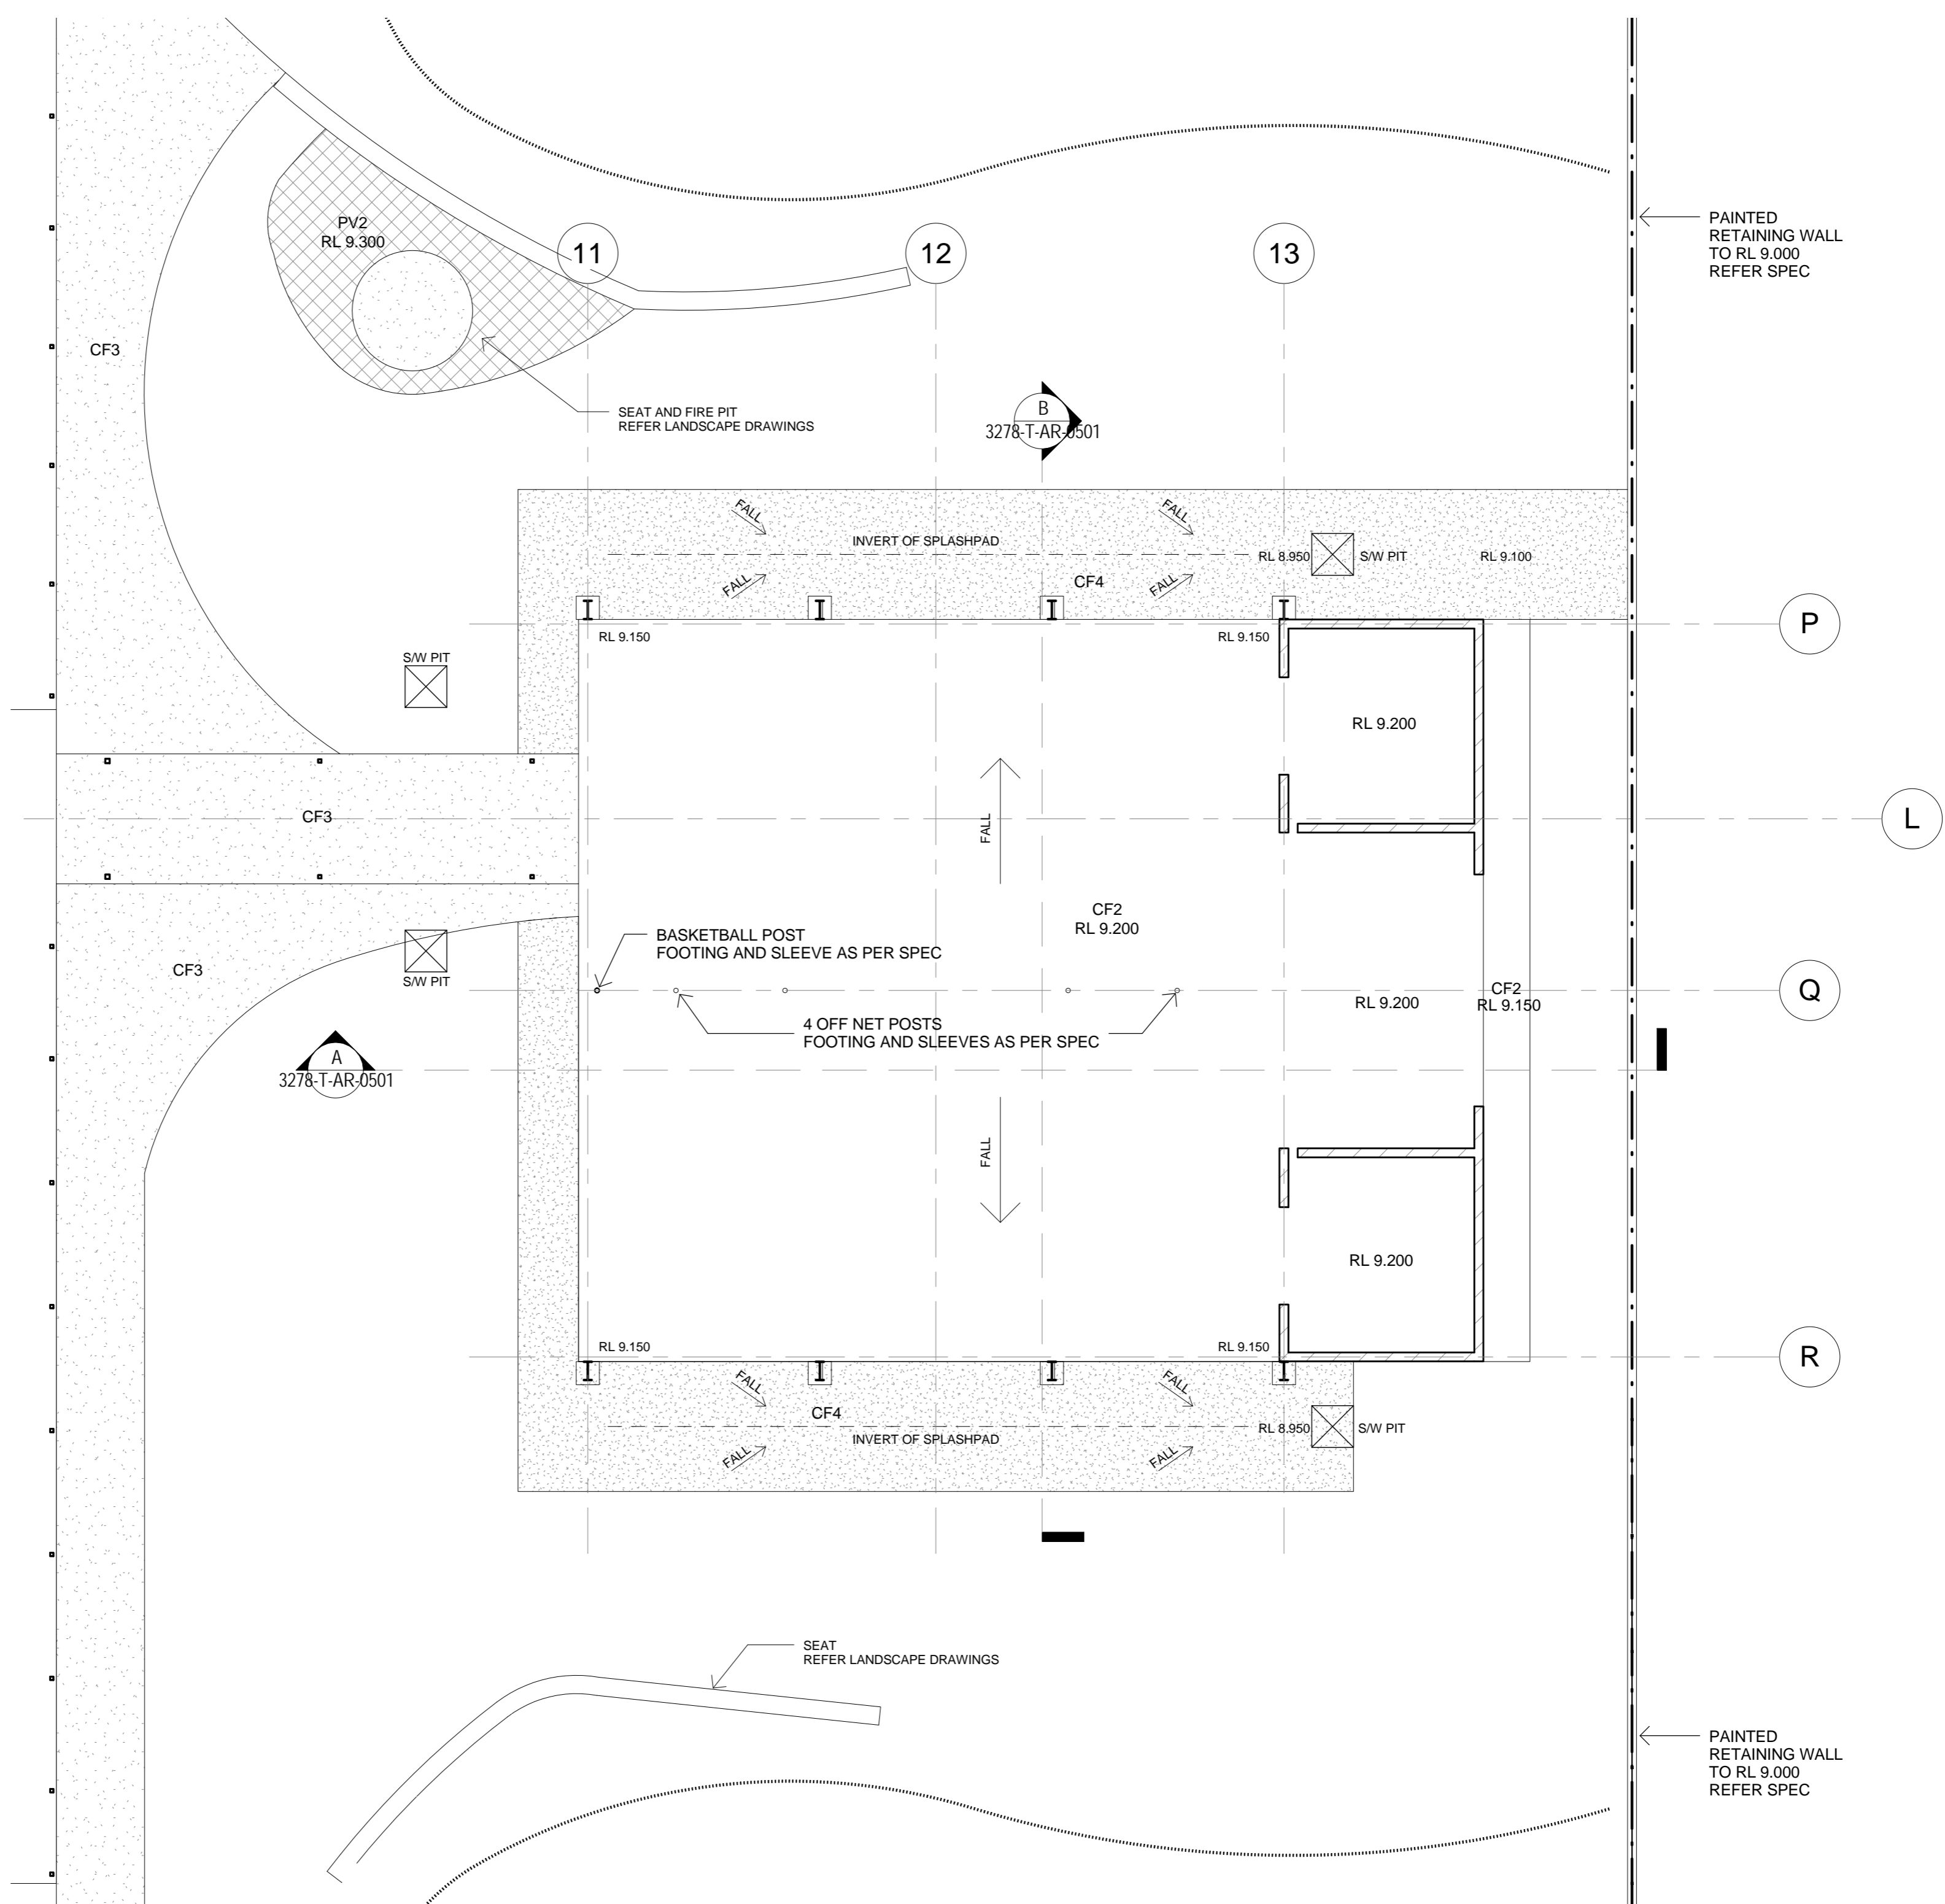 PV2
RL 9.300
11
12
13
PAINTED
RETAINING WALL
TO RL 9.000
REFER SPEC
CF3
SEAT AND FIRE PIT
REFER LANDSCAPE DRAWINGS
B
3278-T-AR-0501
FALL
FALL
INVERT OF SPLASHPAD
RL 8.950
S/W PIT
RL 9.100
FALL
CF4
FALL
P
RL 9.150
RL 9.150
S/W PIT
RL 9.200
CF3
FALL
L
CF2
RL 9.200
BASKETBALL POST
FOOTING AND SLEEVE AS PER SPEC
CF3
S/W PIT
RL 9.200
CF2
RL 9.150
Q
4 OFF NET POSTS
FOOTING AND SLEEVES AS PER SPEC
A
3278-T-AR-0501
FALL
RL 9.200
RL 9.150
RL 9.150
R
FALL
FALL
CF4
RL 8.950
S/W PIT
INVERT OF SPLASHPAD
FALL
FALL
SEAT
REFER LANDSCAPE DRAWINGS
PAINTED
RETAINING WALL
TO RL 9.000
REFER SPEC